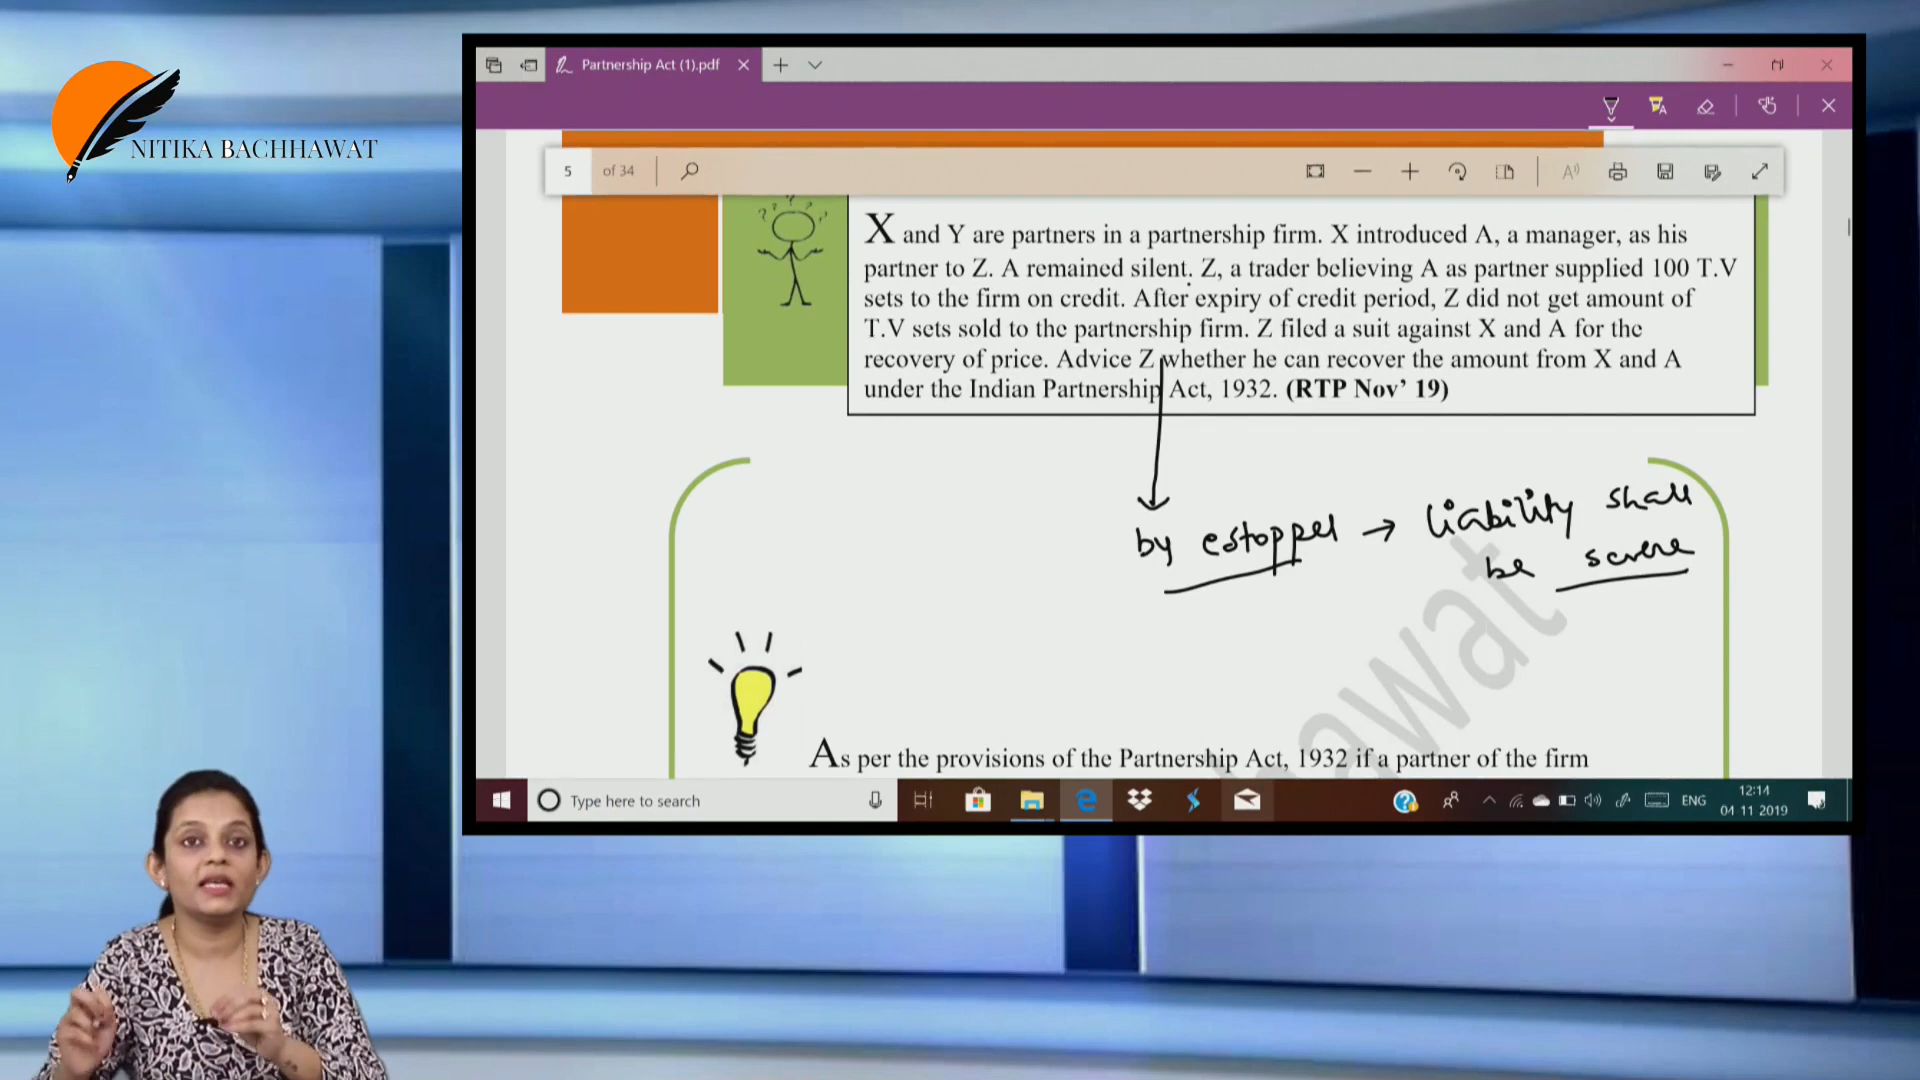 NITIKA BACHHAWAT
Partnership Act (1).pdf
5 of 34
X and Y are partners in a partnership firm. X introduced A, a manager, as his
partner to Z. A remained silent. Z, a trader believing A as partner supplied 100 T.V
sets to the firm on credit. After expiry of credit period, Z did not get amount of
T.V sets sold to the partnership firm. Z filed a suit against X and A for the
recovery of price. Advice Z whether he can recover the amount from X and A
under the Indian Partnership Act, 1932. (RTP Nov’ 19)
by estoppel → liability shall
be severe
As per the provisions of the Partnership Act, 1932 if a partner of the firm
Type here to search
ENG
12:14
04 11 2019